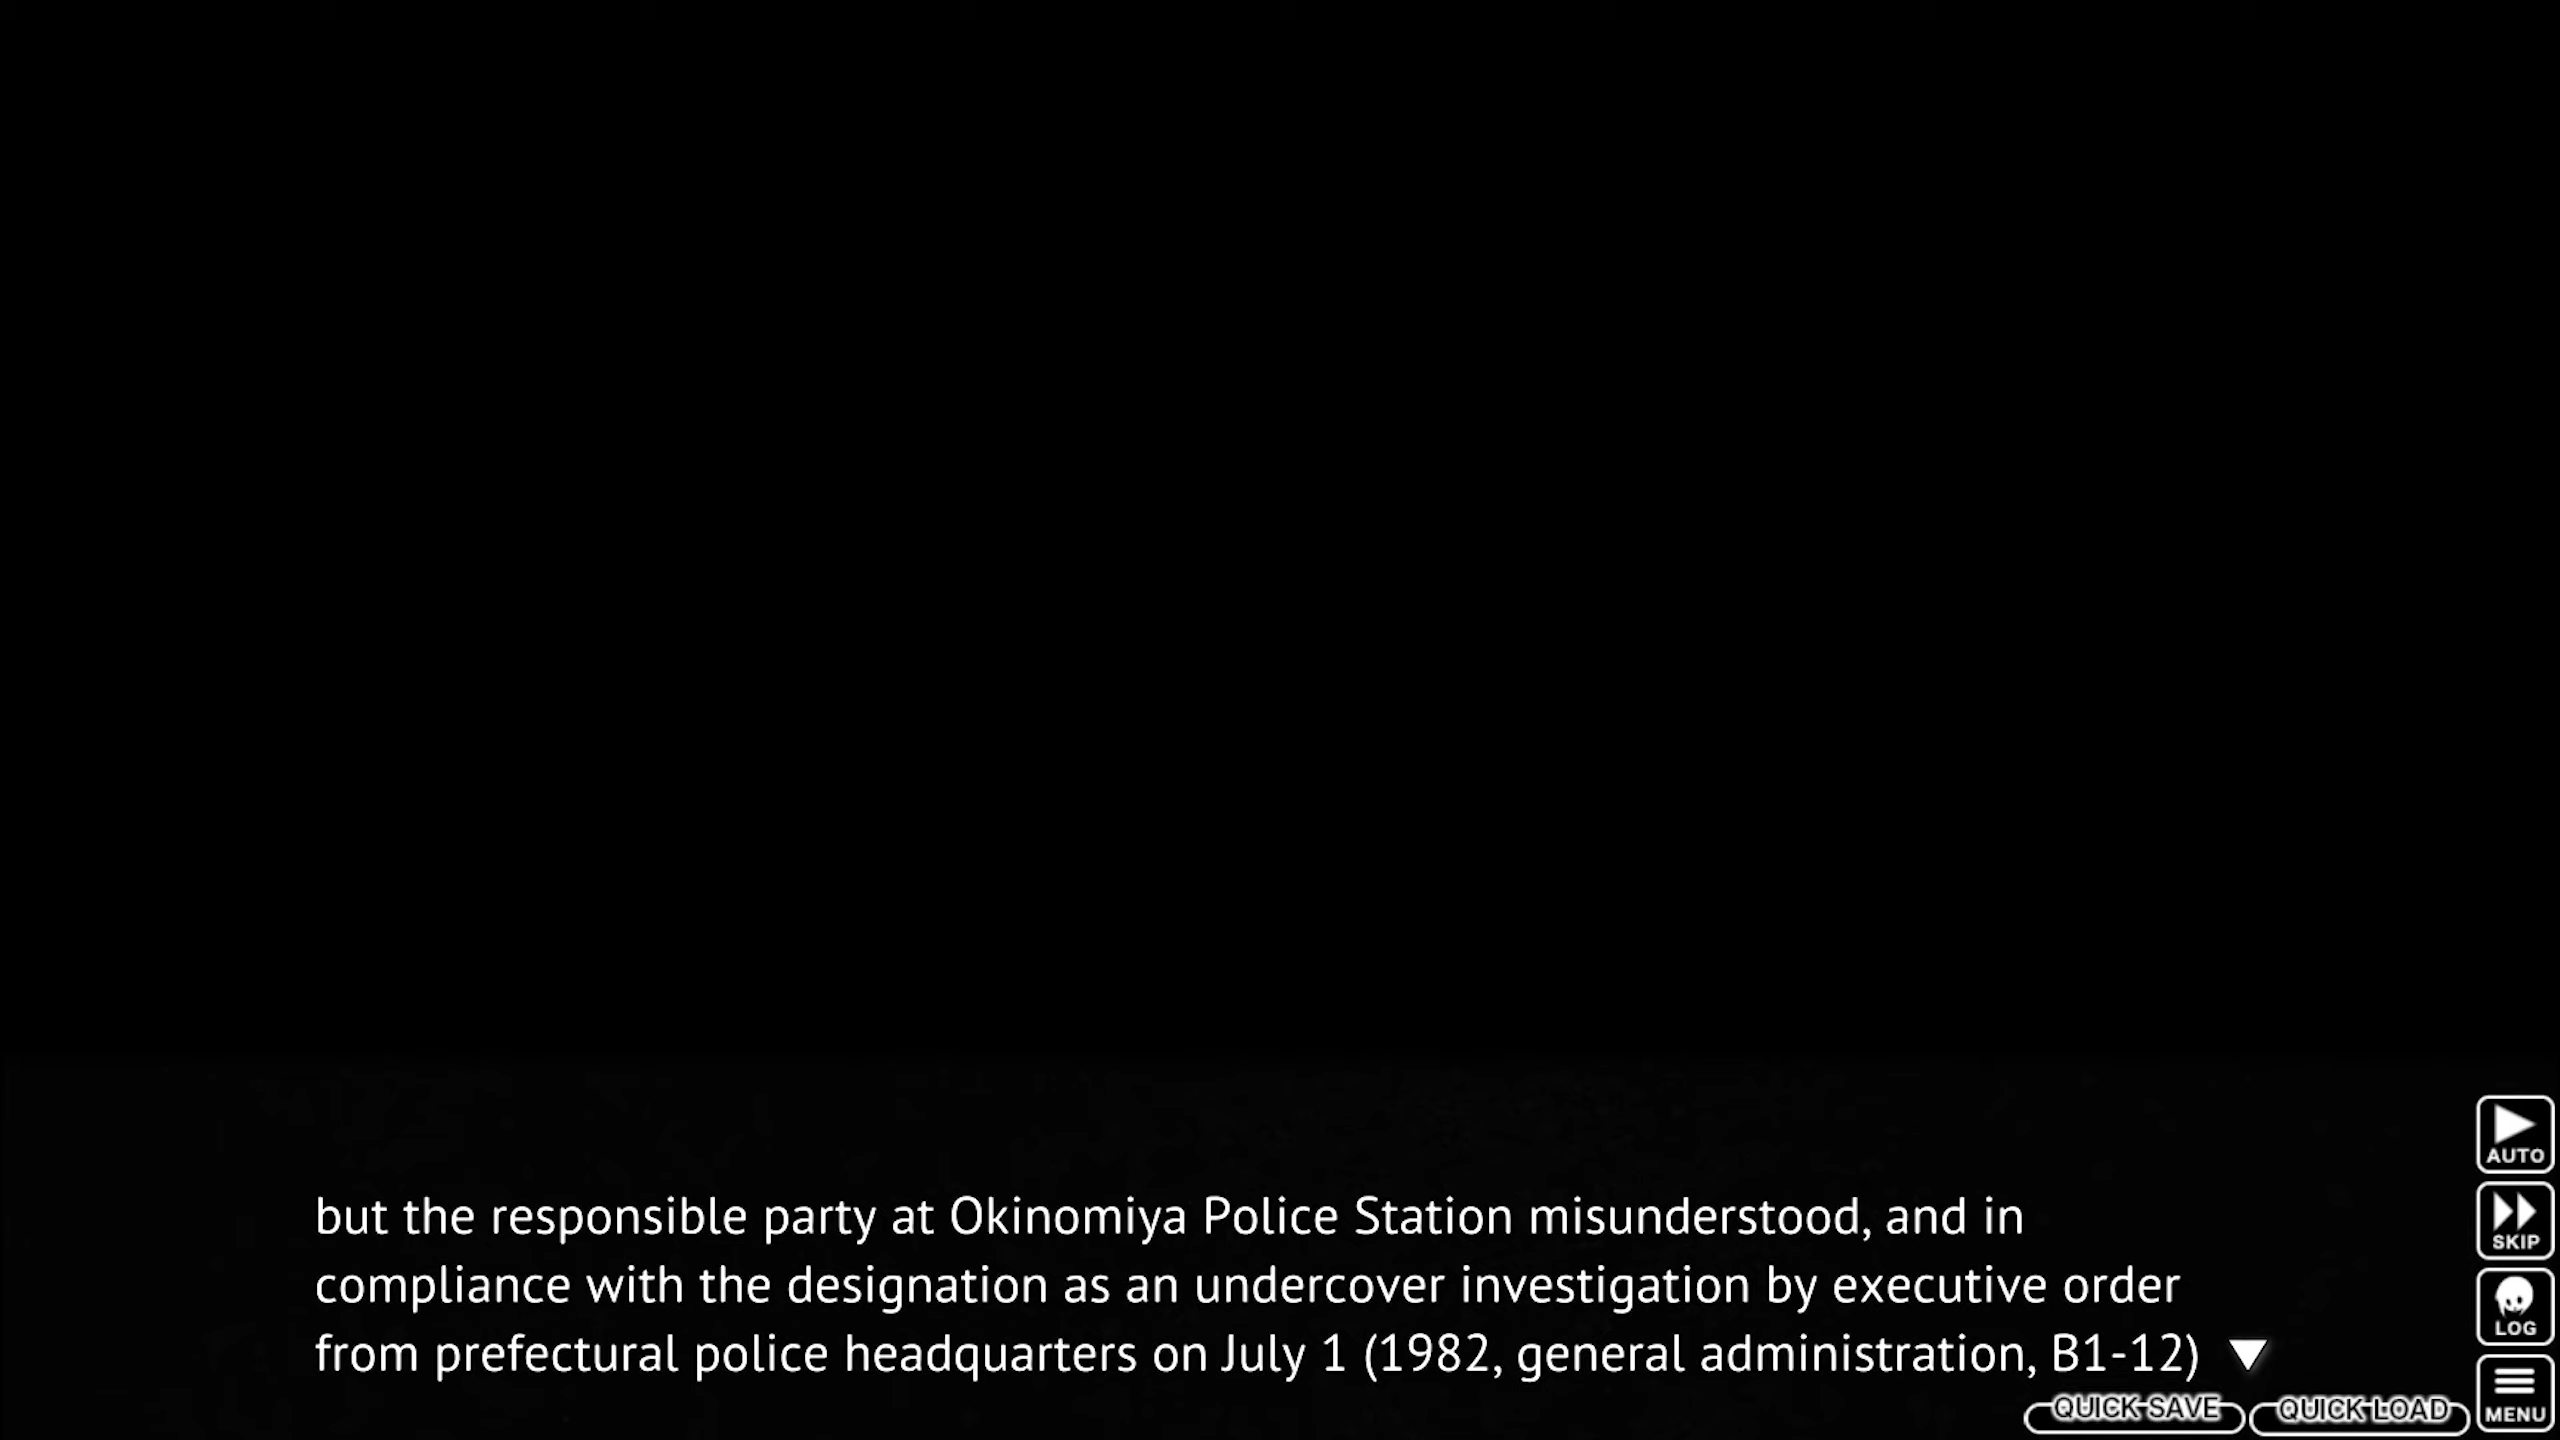 but the responsible party at Okinomiya Police Station misunderstood, and in
compliance with the designation as an undercover investigation by executive order
from prefectural police headquarters on July 1 (1982, general administration, B1-12)
AUTO
SKIP
LOG
MENU
QUICK SAVE
QUICK LOAD